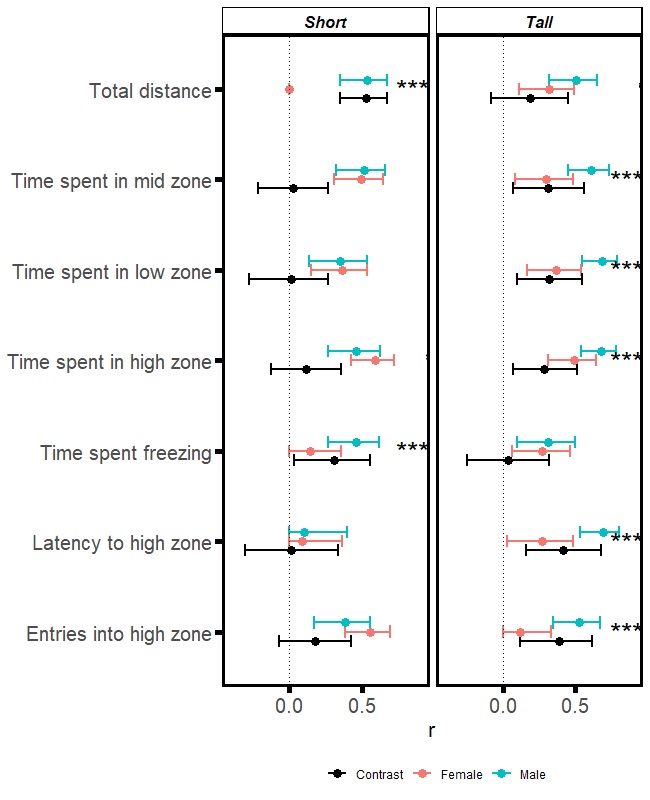 Short Tall
Total distance ***
Time spent in mid zone ***
Time spent in low zone ***
Time spent in high zone ***
Time spent freezing ***
Latency to high zone ***
Entries into high zone ***
0.0 0.5 0.0 0.5
r
Contrast Female Male